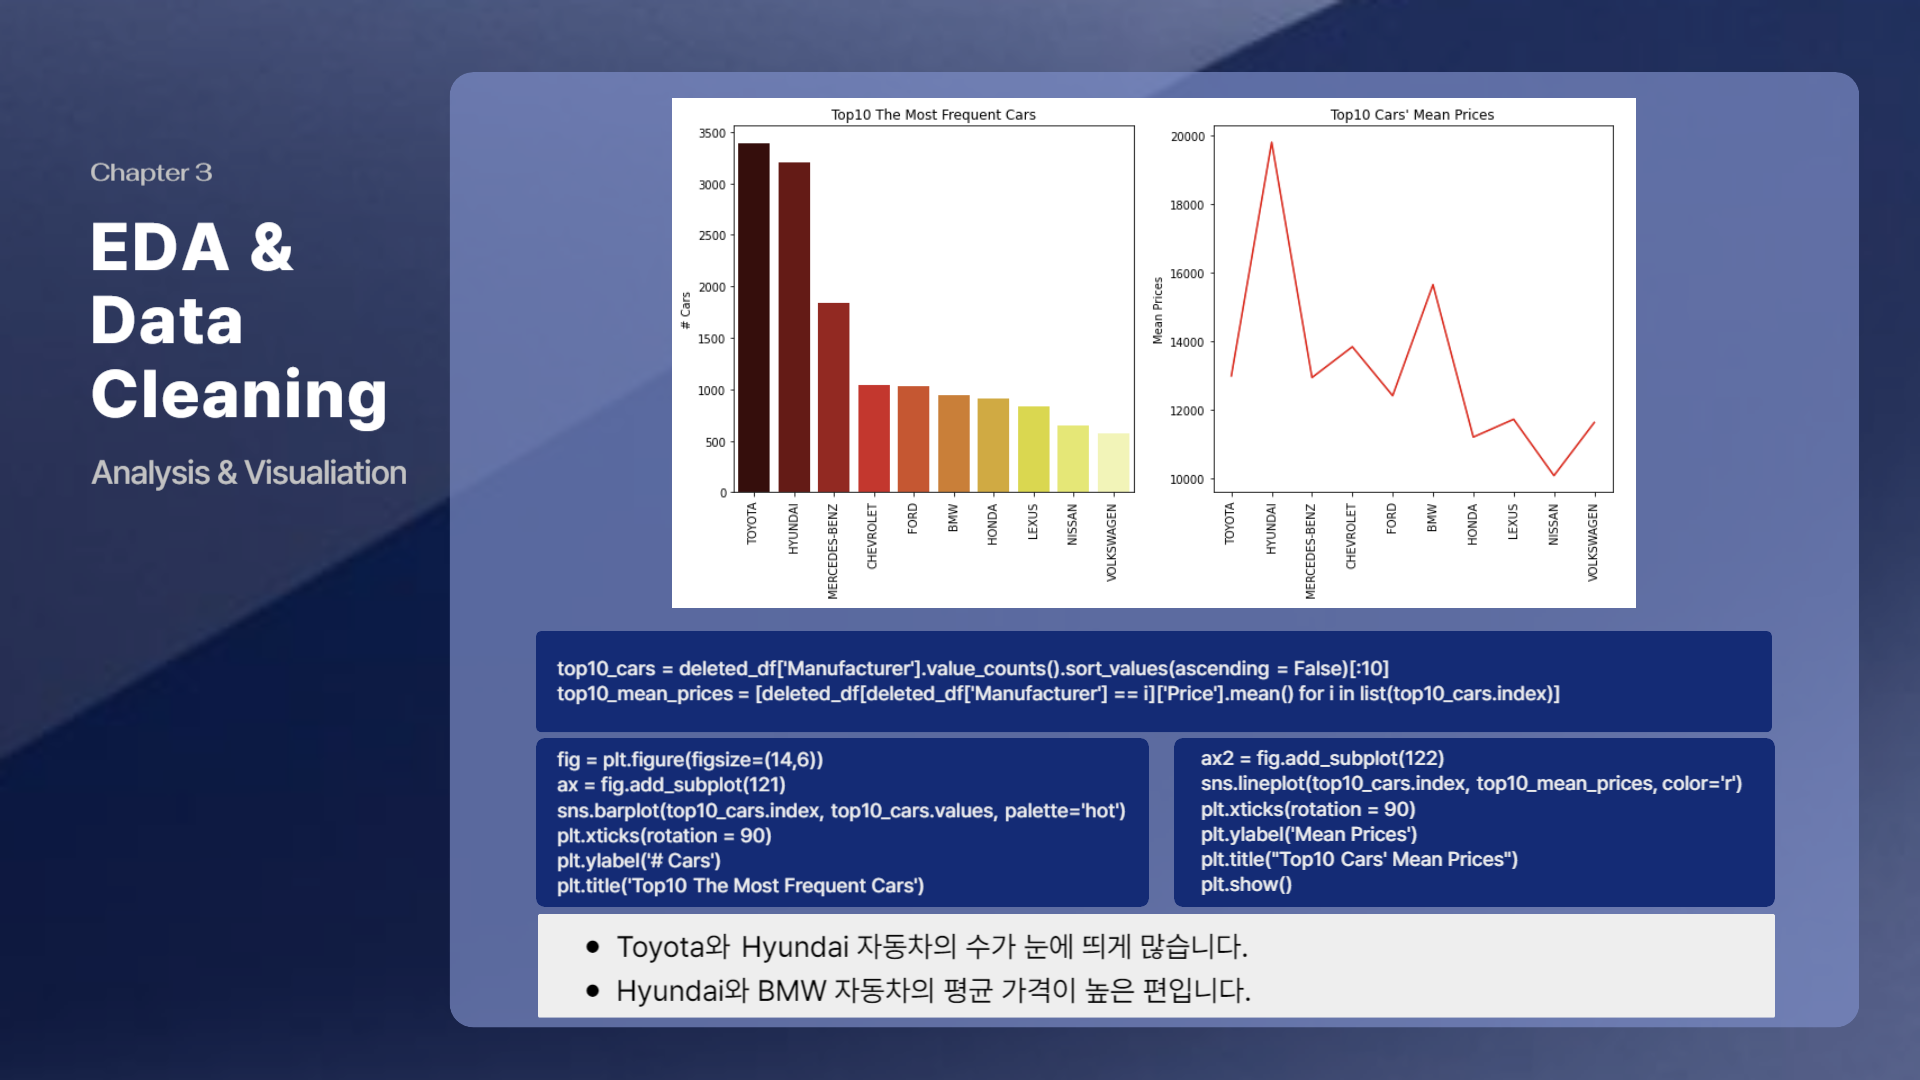 Chapter 3
EDA &
Data
Cleaning
Analysis & Visualiation
Top10 The Most Frequent Cars
# Cars
3500
3000
2500
2000
1500
1000
500
0
TOYOTA
HYUNDAI
MERCEDES-BENZ
CHEVROLET
FORD
BMW
HONDA
LEXUS
NISSAN
VOLKSWAGEN
Top10 Cars' Mean Prices
Mean Prices
20000
18000
16000
14000
12000
10000
TOYOTA
HYUNDAI
MERCEDES-BENZ
CHEVROLET
FORD
BMW
HONDA
LEXUS
NISSAN
VOLKSWAGEN
top10_cars = deleted_df['Manufacturer'].value_counts().sort_values(ascending = False)[:10]
top10_mean_prices = [deleted_df[deleted_df['Manufacturer'] == i]['Price'].mean() for i in list(top10_cars.index)]
fig = plt.figure(figsize=(14,6))
ax = fig.add_subplot(121)
sns.barplot(top10_cars.index, top10_cars.values, palette='hot')
plt.xticks(rotation = 90)
plt.ylabel('# Cars')
plt.title('Top10 The Most Frequent Cars')
ax2 = fig.add_subplot(122)
sns.lineplot(top10_cars.index, top10_mean_prices, color='r')
plt.xticks(rotation = 90)
plt.ylabel('Mean Prices')
plt.title("Top10 Cars' Mean Prices")
plt.show()
● Toyota와 Hyundai 자동차의 수가 눈에 띄게 많습니다.
● Hyundai와 BMW 자동차의 평균 가격이 높은 편입니다.